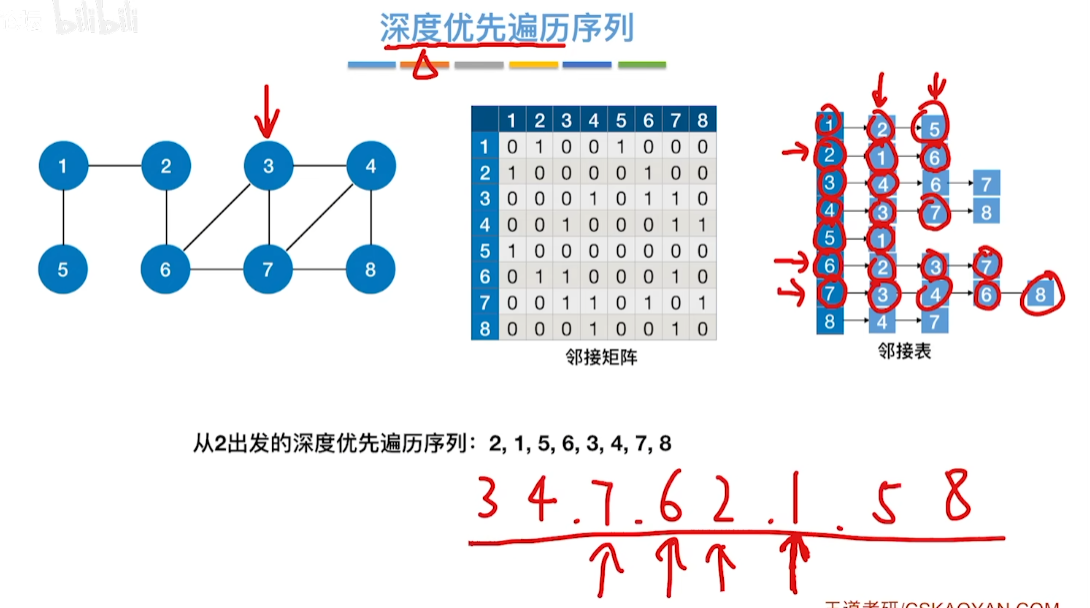 bilibili
深度优先遍历序列
1 2 3 4
5 6 7 8
1 2 3 4 5 6 7 8
1 0 1 0 0 1 0 0 0
2 1 0 0 0 0 1 0 0
3 0 0 0 1 0 1 1 0
4 0 0 1 0 0 0 1 1
5 1 0 0 0 0 0 0 0
6 0 1 1 0 0 0 1 0
7 0 0 1 1 0 1 0 1
8 0 0 0 1 0 0 1 0
邻接矩阵
1 2 5
2 1 6
3 4 6 7
4 3 7 8
5 1
6 2 3 7
7 3 4 6 8
8 4 7
邻接表
从2出发的深度优先遍历序列：2, 1, 5, 6, 3, 4, 7, 8
3 4 . 7 . 6 2 . 1 . 5 8
王道考研/CSKAOYAN.COM